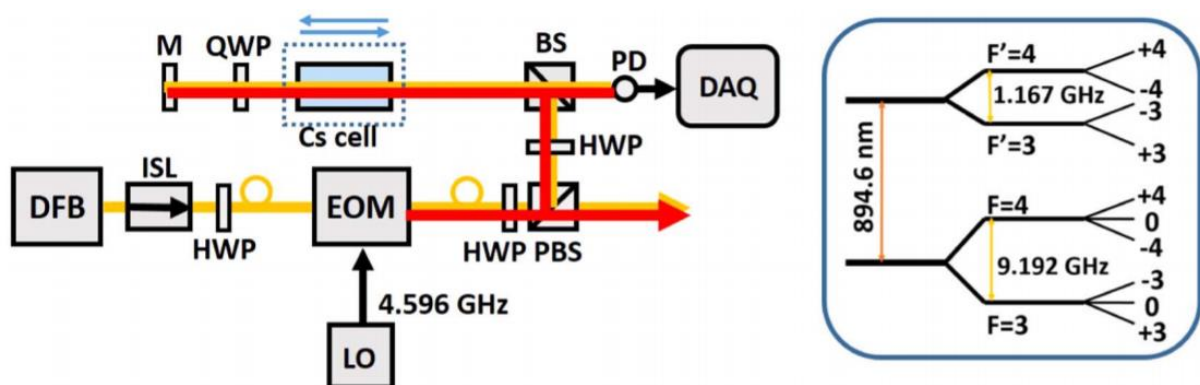 M
QWP
BS
PD
DAQ
Cs cell
HWP
ISL
DFB
EOM
HWP
HWP PBS
4.596 GHz
LO
F'=4
+4
-4
1.167 GHz
-3
F'=3
+3
894.6 nm
F=4
+4
0
-4
9.192 GHz
-3
0
F=3
+3